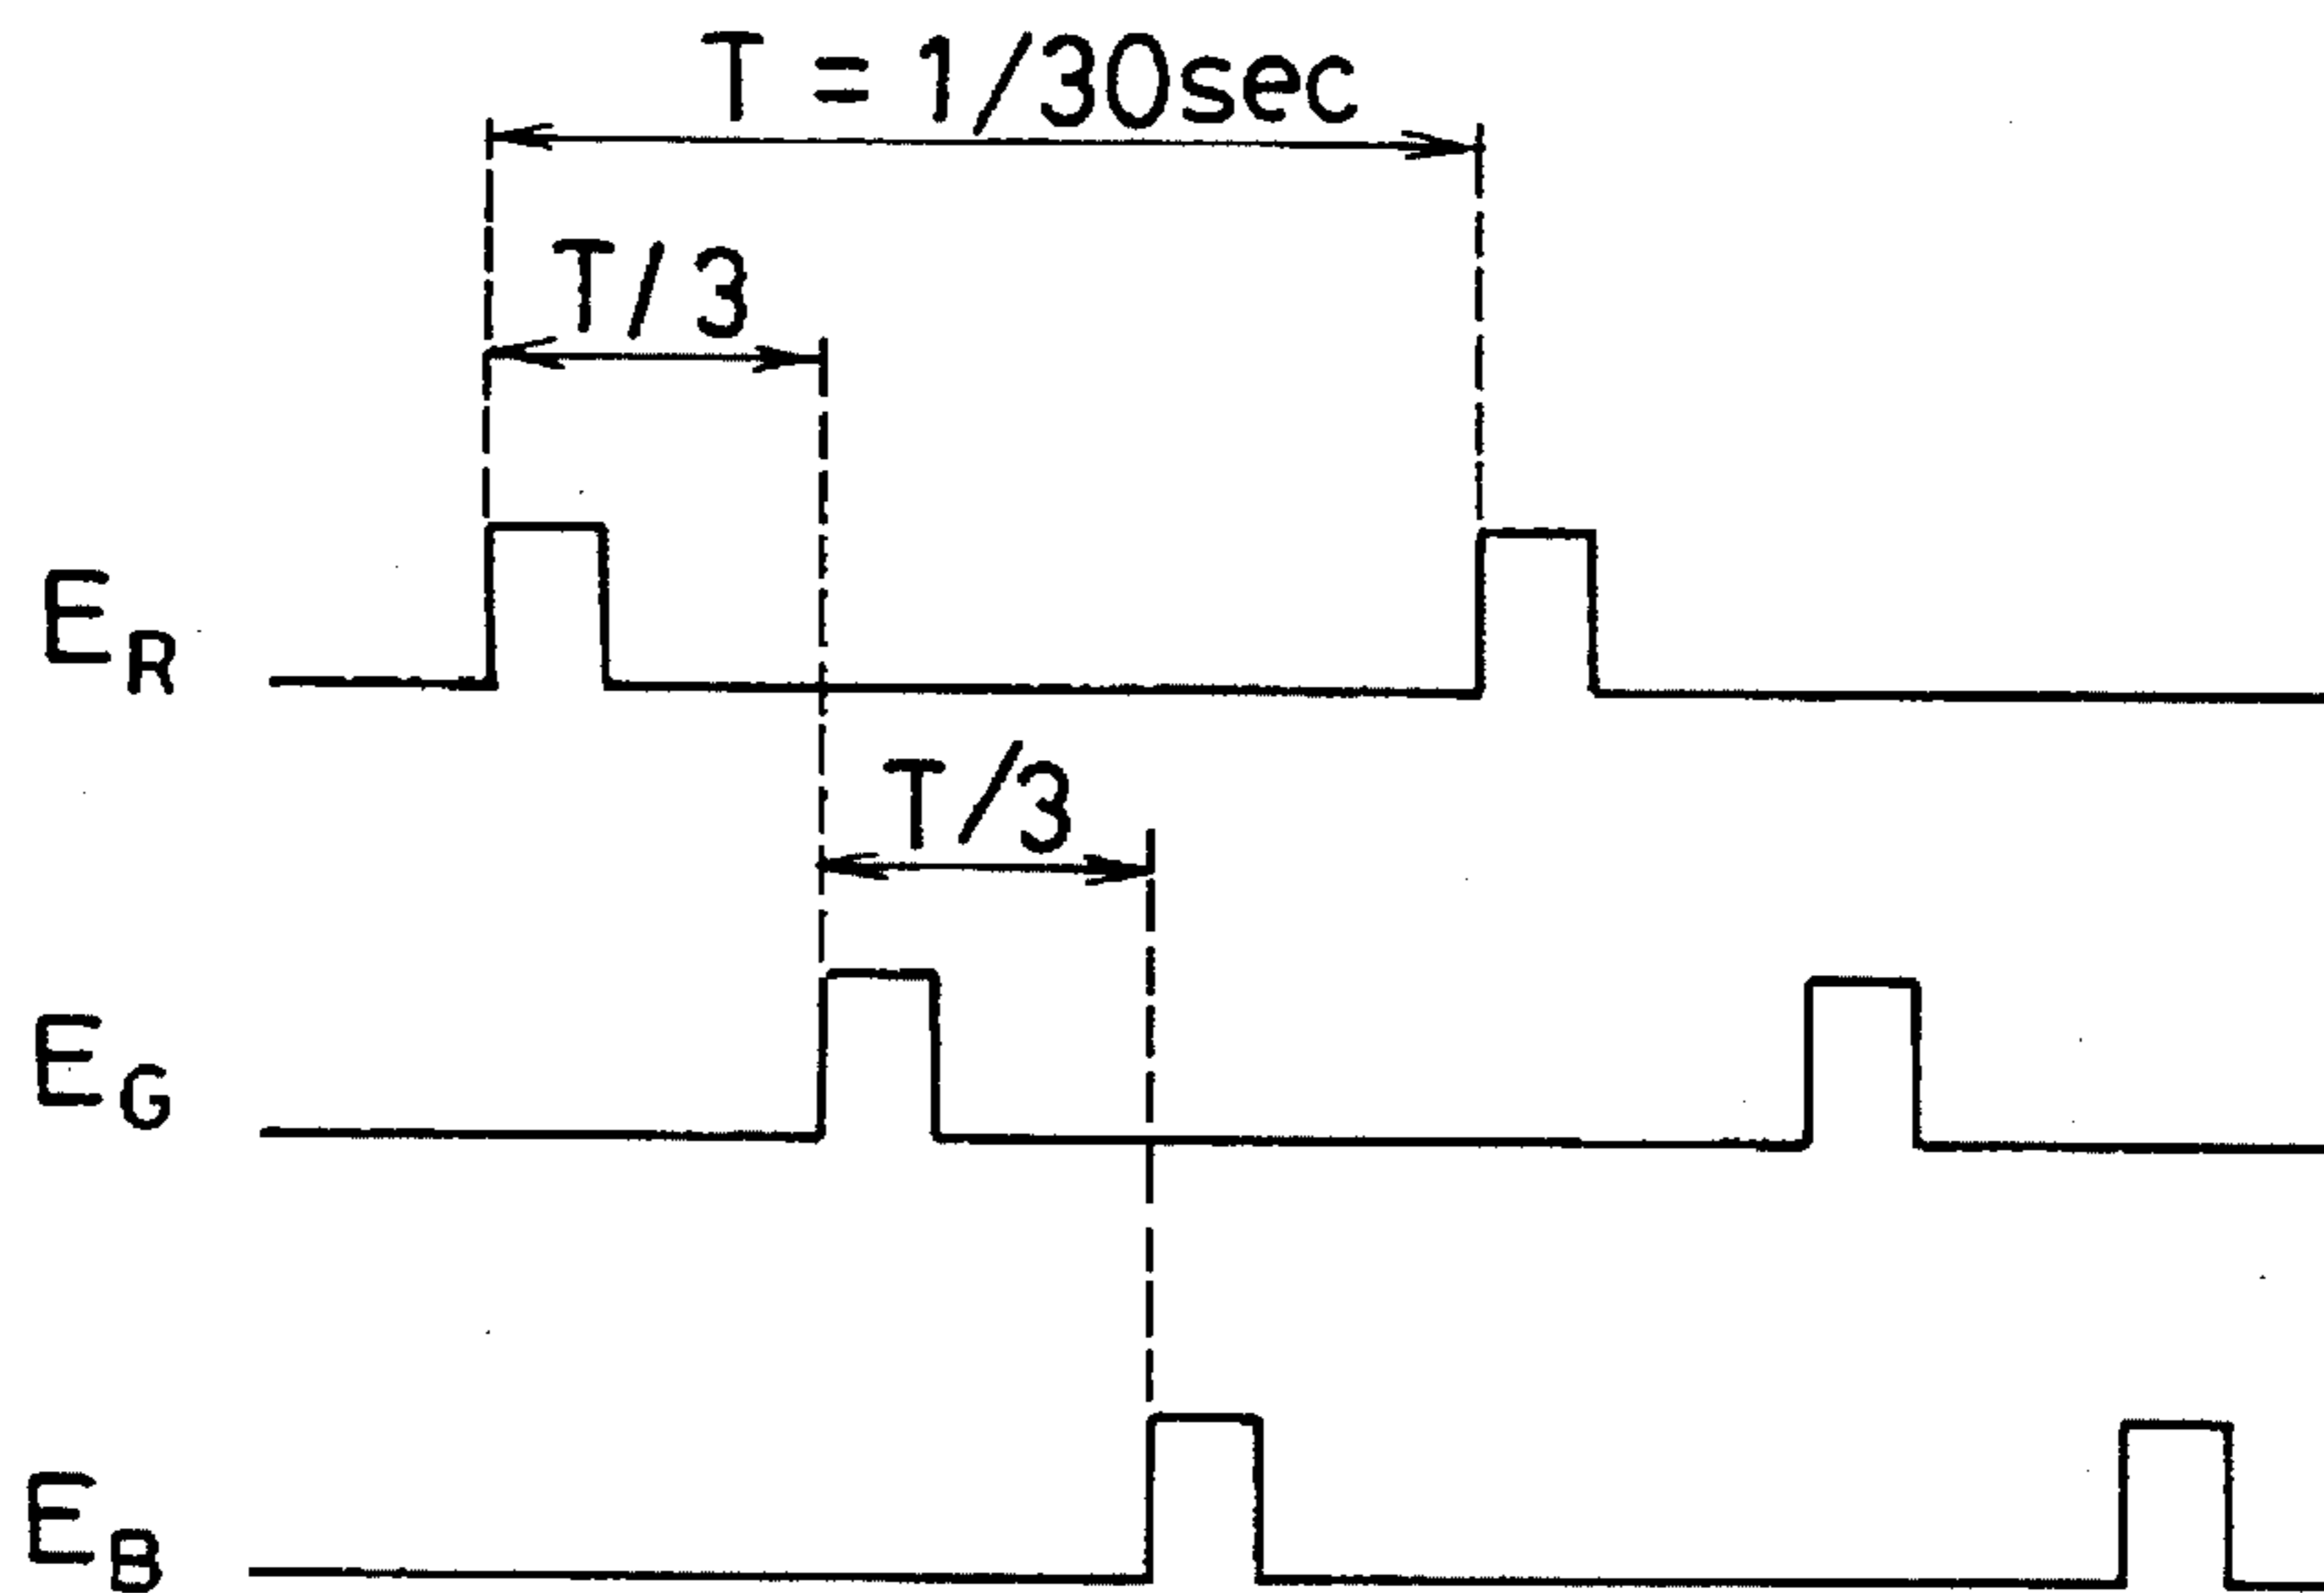 T = 1/30sec
T/3
E_R
T/3
E_G
E_B